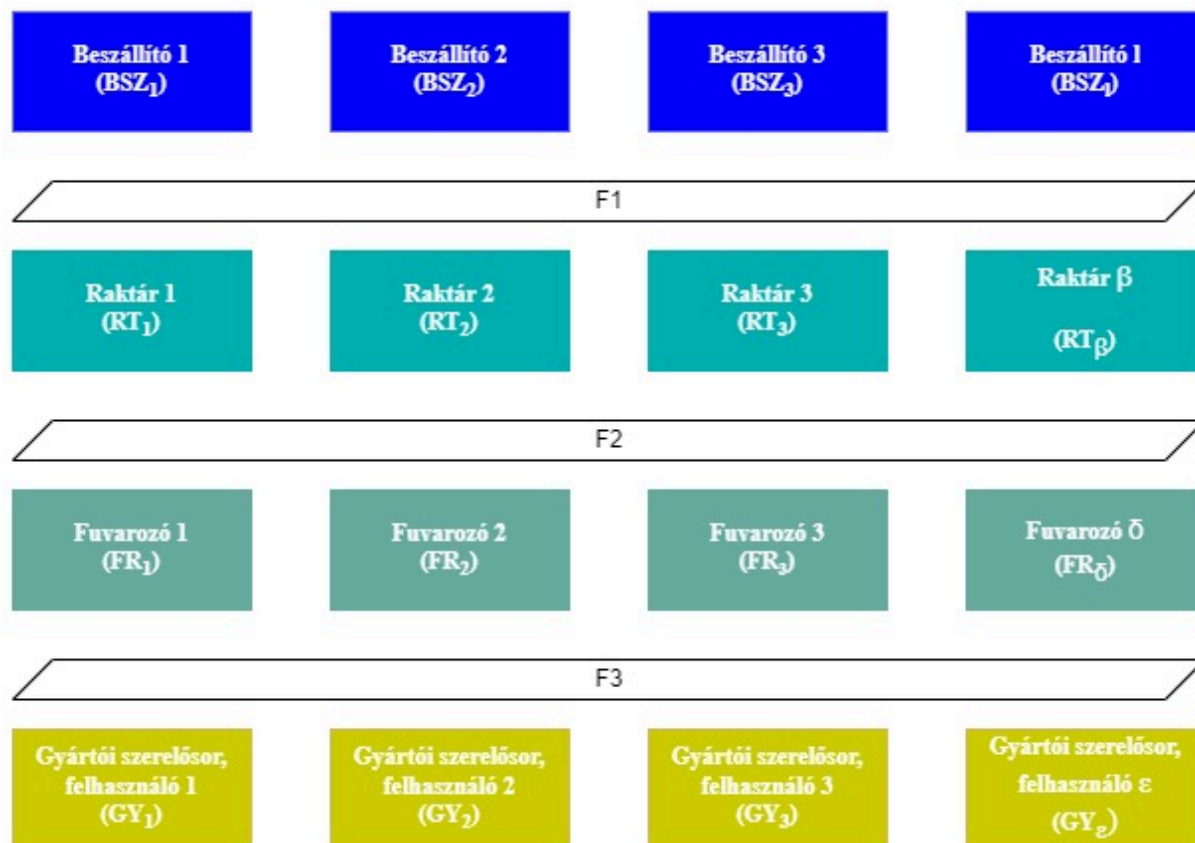 Beszállító 1
(BSZ₁)
Beszállító 2
(BSZ₂)
Beszállító 3
(BSZ₃)
Beszállító l
(BSZₗ)
F1
Raktár 1
(RT₁)
Raktár 2
(RT₂)
Raktár 3
(RT₃)
Raktár β
(RTᵦ)
F2
Fuvarozó 1
(FR₁)
Fuvarozó 2
(FR₂)
Fuvarozó 3
(FR₃)
Fuvarozó δ
(FRδ)
F3
Gyártói szerelősor,
felhasználó 1
(GY₁)
Gyártói szerelősor,
felhasználó 2
(GY₂)
Gyártói szerelősor,
felhasználó 3
(GY₃)
Gyártói szerelősor,
felhasználó ε
(GYε)